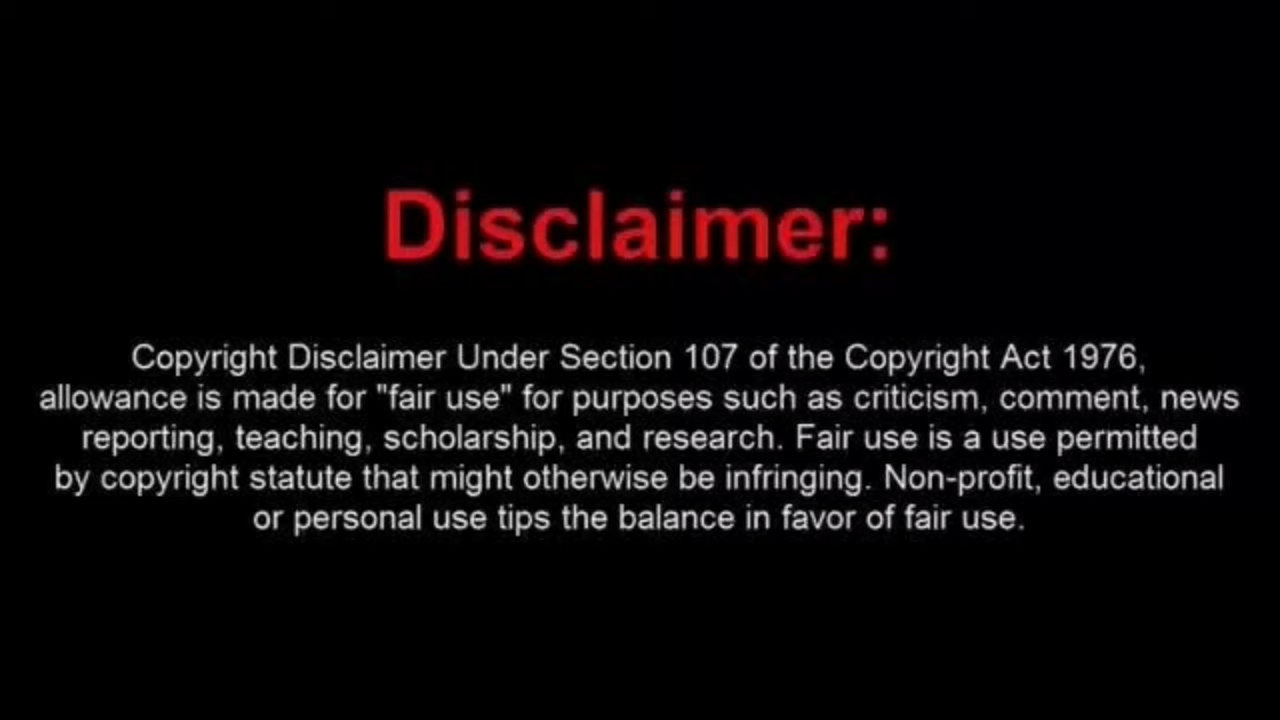 Disclaimer:
Copyright Disclaimer Under Section 107 of the Copyright Act 1976,
allowance is made for "fair use" for purposes such as criticism, comment, news
reporting, teaching, scholarship, and research. Fair use is a use permitted
by copyright statute that might otherwise be infringing. Non-profit, educational
or personal use tips the balance in favor of fair use.